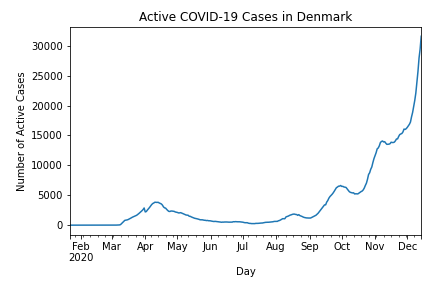 Active COVID-19 Cases in Denmark
30000
25000
20000
15000
10000
5000
0
Number of Active Cases
Feb Mar Apr May Jun Jul Aug Sep Oct Nov Dec
2020
Day